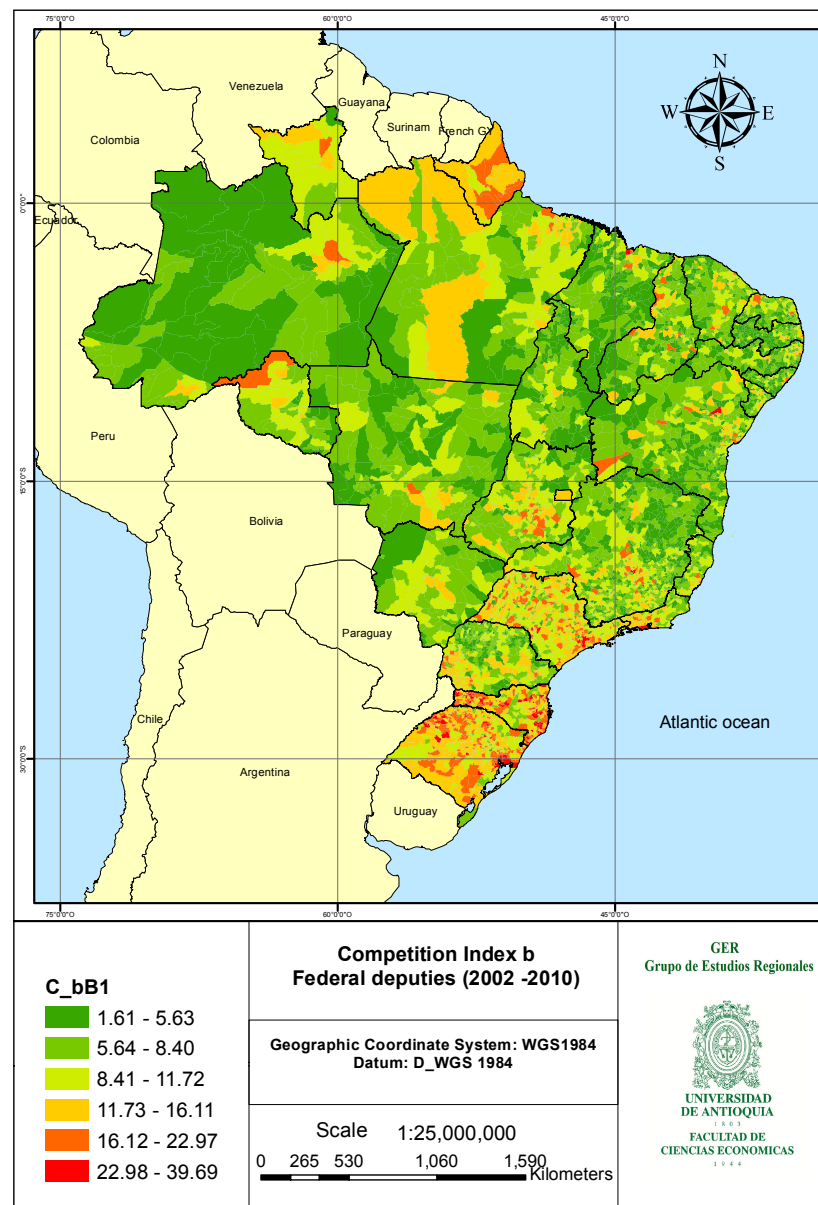 75°0'0"O
60°0'0"O
45°0'0"O
Venezuela
Guayana
Surinam
French GY
Colombia
N
W
E
S
0°0'0"
Ecuador
Peru
15°0'0"S
Bolivia
Paraguay
Chile
Atlantic ocean
30°0'0"S
Argentina
Uruguay
75°0'0"O
60°0'0"O
45°0'0"O
C_bB1
1.61 - 5.63
5.64 - 8.40
8.41 - 11.72
11.73 - 16.11
16.12 - 22.97
22.98 - 39.69
Competition Index b
Federal deputies (2002 -2010)
Geographic Coordinate System: WGS1984
Datum: D_WGS 1984
Scale 1:25,000,000
0 265 530 1,060 1,590
Kilometers
GER
Grupo de Estudios Regionales
UNIVERSIDAD
DE ANTIOQUIA
1803
FACULTAD DE
CIENCIAS ECONOMICAS
1944